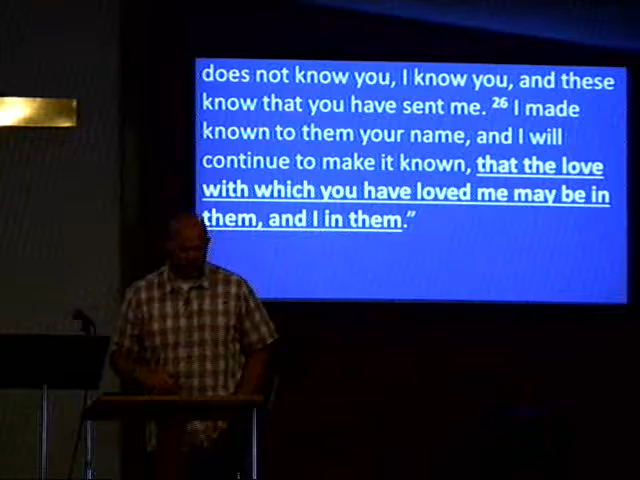 does not know you, I know you, and these
know that you have sent me. 26 I made
known to them your name, and I will
continue to make it known, that the love
with which you have loved me may be in
them, and I in them.”